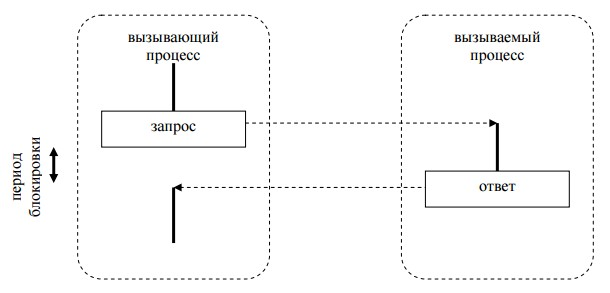 вызывающий
процесс
вызываемый
процесс
запрос
период
блокировки
ответ